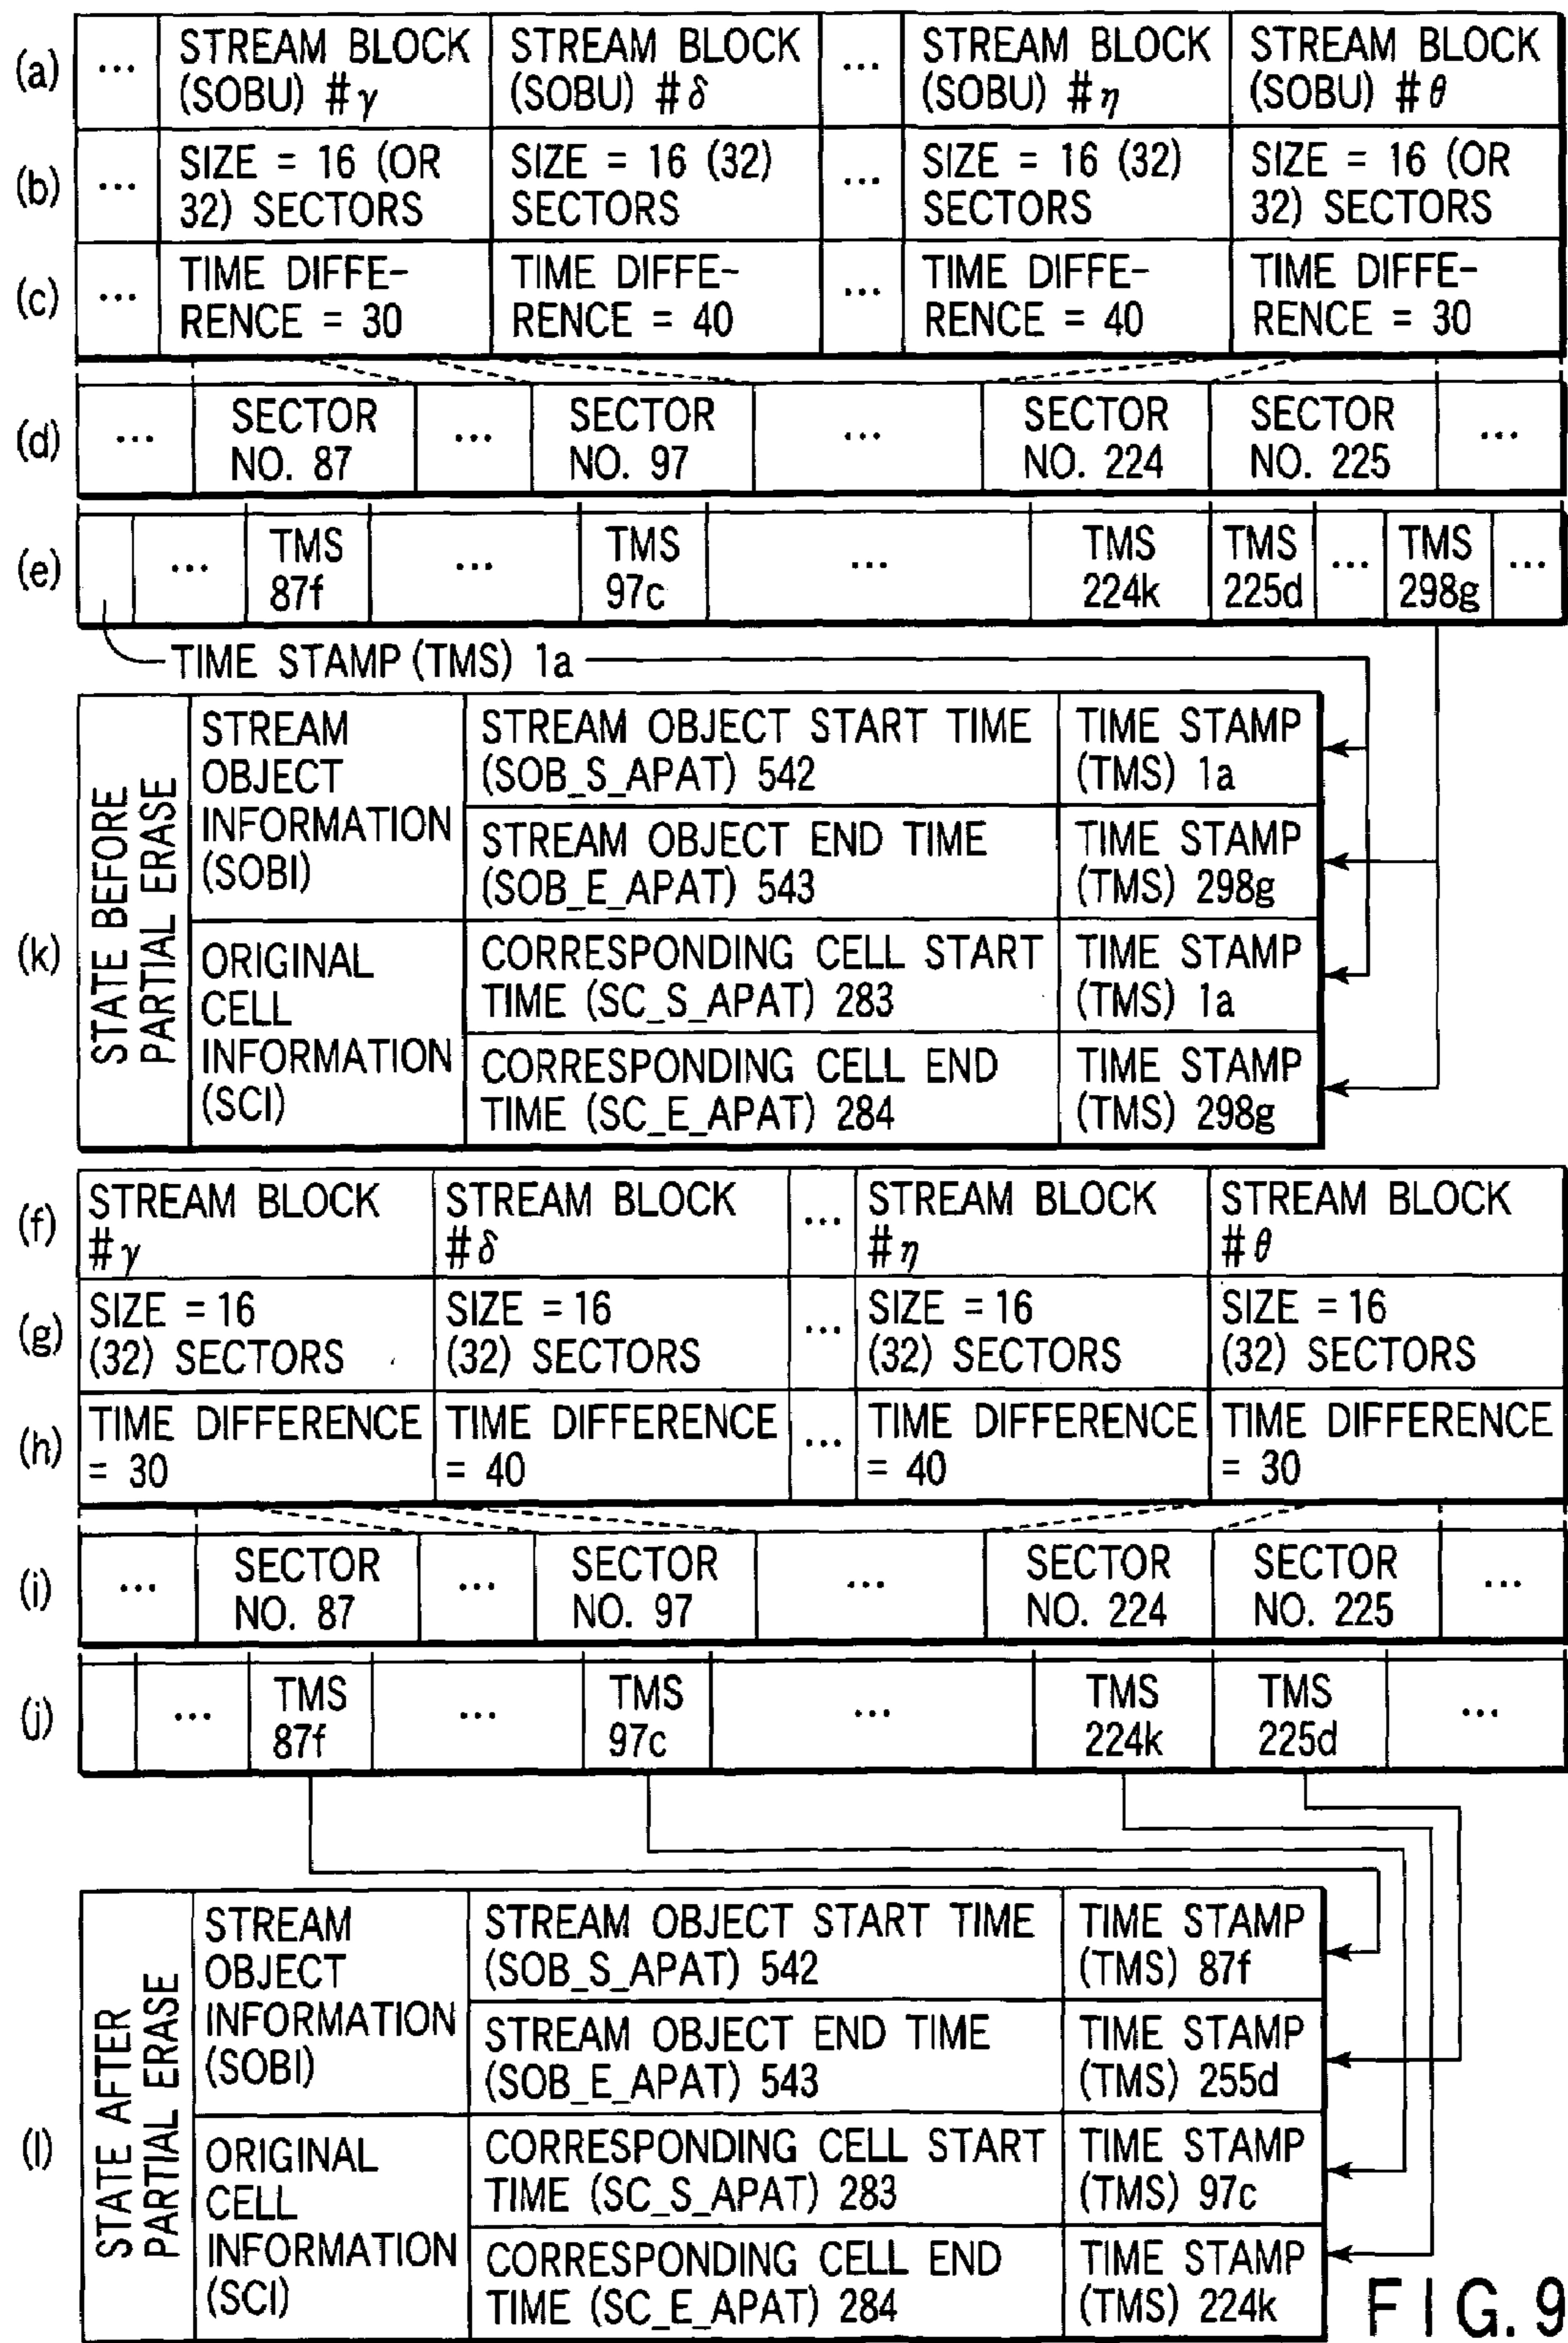 (a) ... STREAM BLOCK STREAM BLOCK ... STREAM BLOCK STREAM BLOCK
(SOBU) #γ (SOBU) #δ (SOBU) #η (SOBU) #θ
(b) ... SIZE = 16 (OR SIZE = 16 (32) ... SIZE = 16 (32) SIZE = 16 (OR
32) SECTORS SECTORS SECTORS 32) SECTORS
(c) ... TIME DIFFE- TIME DIFFE- ... TIME DIFFE- TIME DIFFE-
RENCE = 30 RENCE = 40 RENCE = 40 RENCE = 30
(d) ... SECTOR ... SECTOR ... SECTOR SECTOR ...
NO. 87 NO. 97 NO. 224 NO. 225
(e) ... TMS ... TMS ... TMS TMS ... TMS ...
87f 97c 224k 225d 298g
TIME STAMP (TMS) 1a
(k) STATE BEFORE
PARTIAL ERASE
STREAM
OBJECT
INFORMATION
(SOBI)
STREAM OBJECT START TIME
(SOB_S_APAT) 542
TIME STAMP
(TMS) 1a
STREAM OBJECT END TIME
(SOB_E_APAT) 543
TIME STAMP
(TMS) 298g
ORIGINAL
CELL
INFORMATION
(SCI)
CORRESPONDING CELL START
TIME (SC_S_APAT) 283
TIME STAMP
(TMS) 1a
CORRESPONDING CELL END
TIME (SC_E_APAT) 284
TIME STAMP
(TMS) 298g
(f) STREAM BLOCK STREAM BLOCK ... STREAM BLOCK STREAM BLOCK
#γ #δ #η #θ
(g) SIZE = 16 SIZE = 16 ... SIZE = 16 SIZE = 16
(32) SECTORS (32) SECTORS (32) SECTORS (32) SECTORS
(h) TIME DIFFERENCE TIME DIFFERENCE ... TIME DIFFERENCE TIME DIFFERENCE
= 30 = 40 = 40 = 30
(i) ... SECTOR ... SECTOR ... SECTOR SECTOR ...
NO. 87 NO. 97 NO. 224 NO. 225
(j) ... TMS ... TMS ... TMS TMS ...
87f 97c 224k 225d
(l) STATE AFTER
PARTIAL ERASE
STREAM
OBJECT
INFORMATION
(SOBI)
STREAM OBJECT START TIME
(SOB_S_APAT) 542
TIME STAMP
(TMS) 87f
STREAM OBJECT END TIME
(SOB_E_APAT) 543
TIME STAMP
(TMS) 255d
ORIGINAL
CELL
INFORMATION
(SCI)
CORRESPONDING CELL START
TIME (SC_S_APAT) 283
TIME STAMP
(TMS) 97c
CORRESPONDING CELL END
TIME (SC_E_APAT) 284
TIME STAMP
(TMS) 224k
FIG. 9